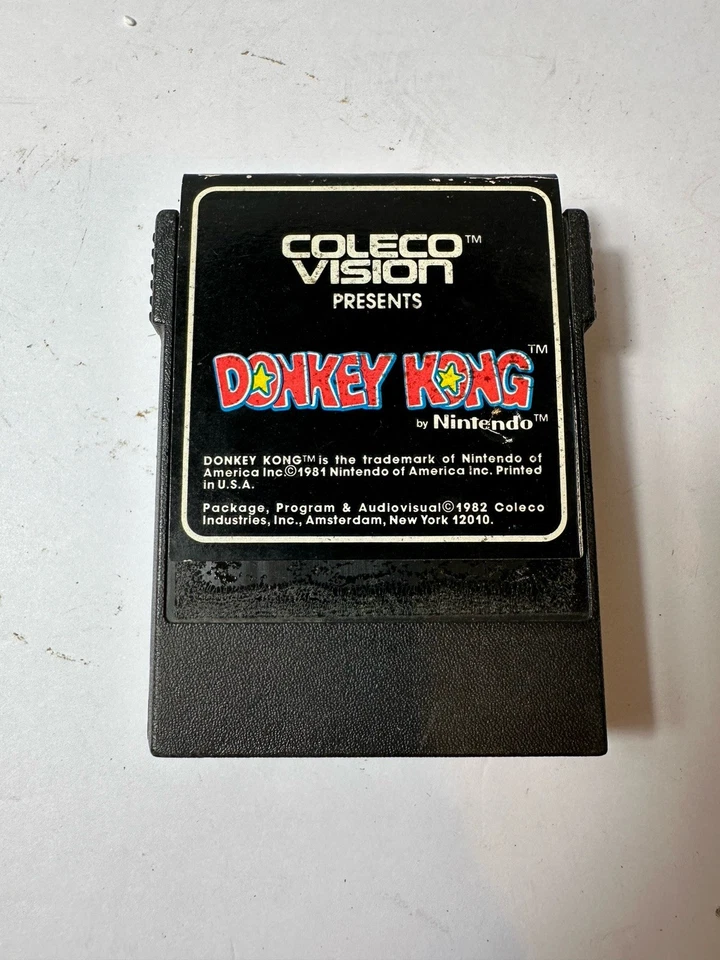 COLECO™
VISION
PRESENTS
DONKEY KONG™
by Nintendo™
DONKEY KONG™ is the trademark of Nintendo of
America Inc.©1981 Nintendo of America Inc. Printed
in U.S.A.
Package, Program & Audiovisual©1982 Coleco
Industries, Inc., Amsterdam, New York 12010.